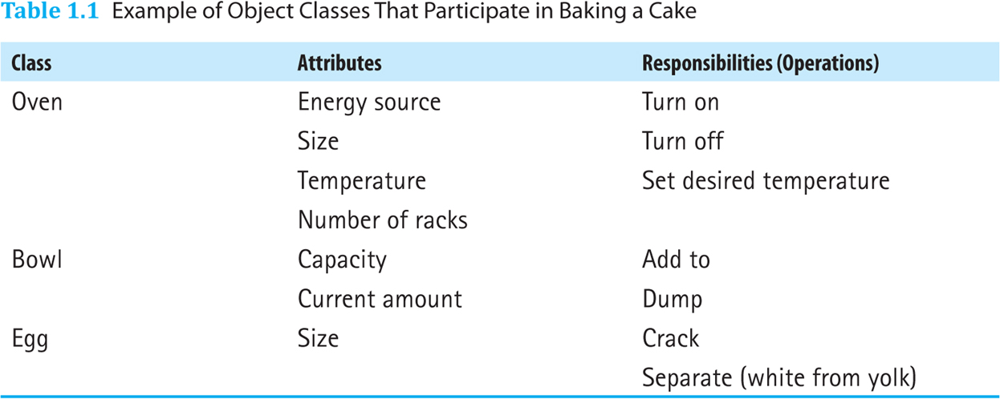 Table 1.1 Example of Object Classes That Participate in Baking a Cake
Class Attributes Responsibilities (Operations)
Oven Energy source Turn on
Size Turn off
Temperature Set desired temperature
Number of racks
Bowl Capacity Add to
Current amount Dump
Egg Size Crack
Separate (white from yolk)